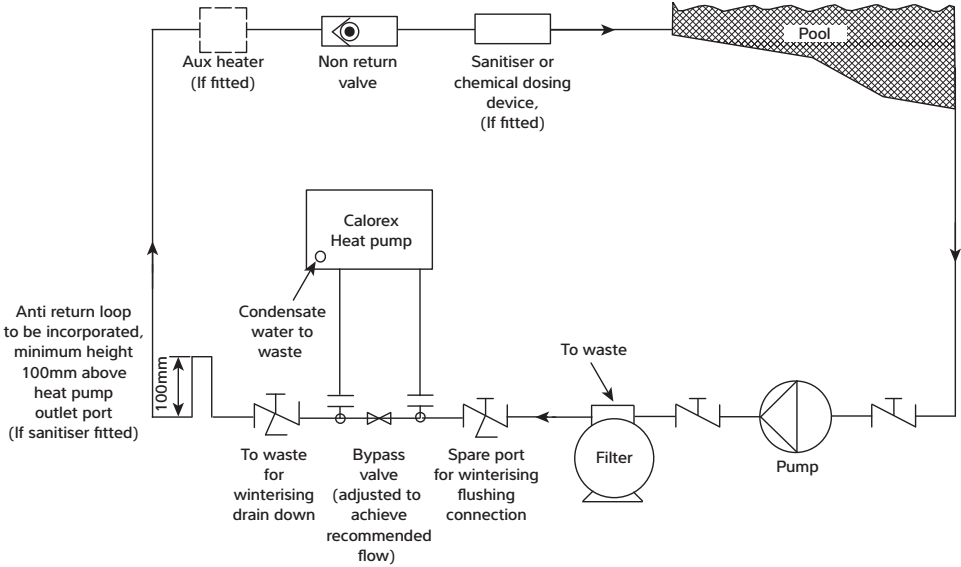 Pool
Aux heater
(If fitted)
Non return
valve
Sanitiser or
chemical dosing
device,
(If fitted)
Calorex
Heat pump
Condensate
water to
waste
Anti return loop
to be incorporated,
minimum height
100mm above
heat pump
outlet port
(If sanitiser fitted)
100mm
To waste
To waste
for
winterising
drain down
Bypass
valve
(adjusted to
achieve
recommended
flow)
Spare port
for winterising
flushing
connection
Filter
Pump